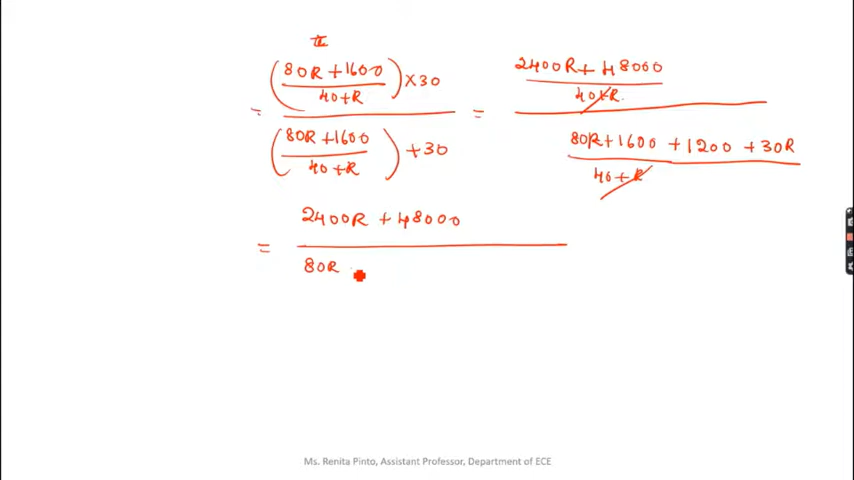 II
= ((80R + 1600)/(40+R)) × 30 / ((80R + 1600)/(40+R)) + 30 = (2400R + 48000)/(40+R) / (80R + 1600 + 1200 + 30R)/(40+R)
= 2400R + 48000
80R
Ms. Renita Pinto, Assistant Professor, Department of ECE